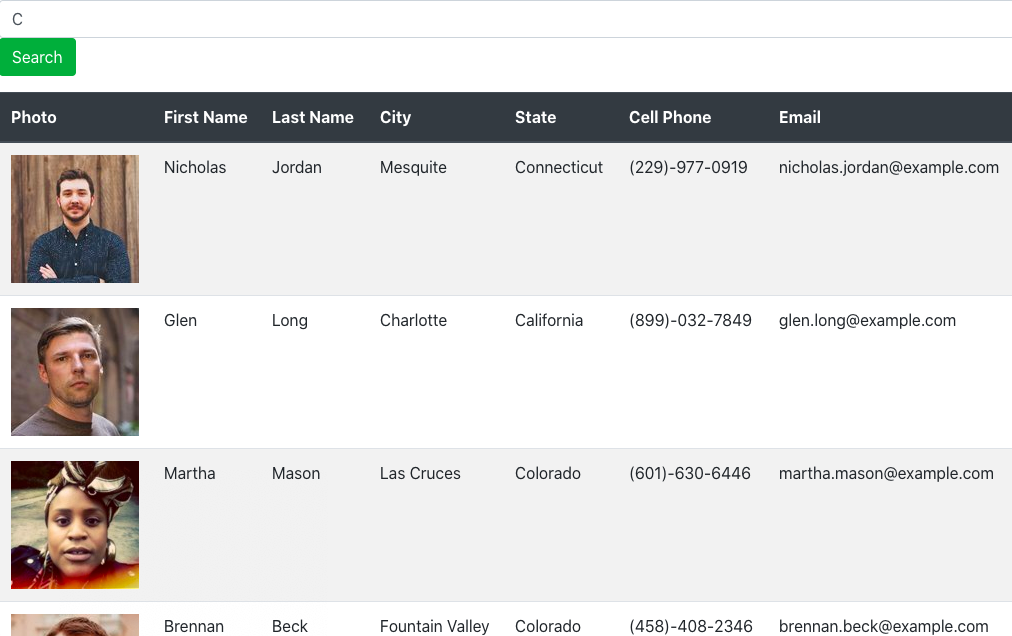 C
Search
Photo First Name Last Name City State Cell Phone Email
Nicholas Jordan Mesquite Connecticut (229)-977-0919 nicholas.jordan@example.com
Glen Long Charlotte California (899)-032-7849 glen.long@example.com
Martha Mason Las Cruces Colorado (601)-630-6446 martha.mason@example.com
Brennan Beck Fountain Valley Colorado (458)-408-2346 brennan.beck@example.com